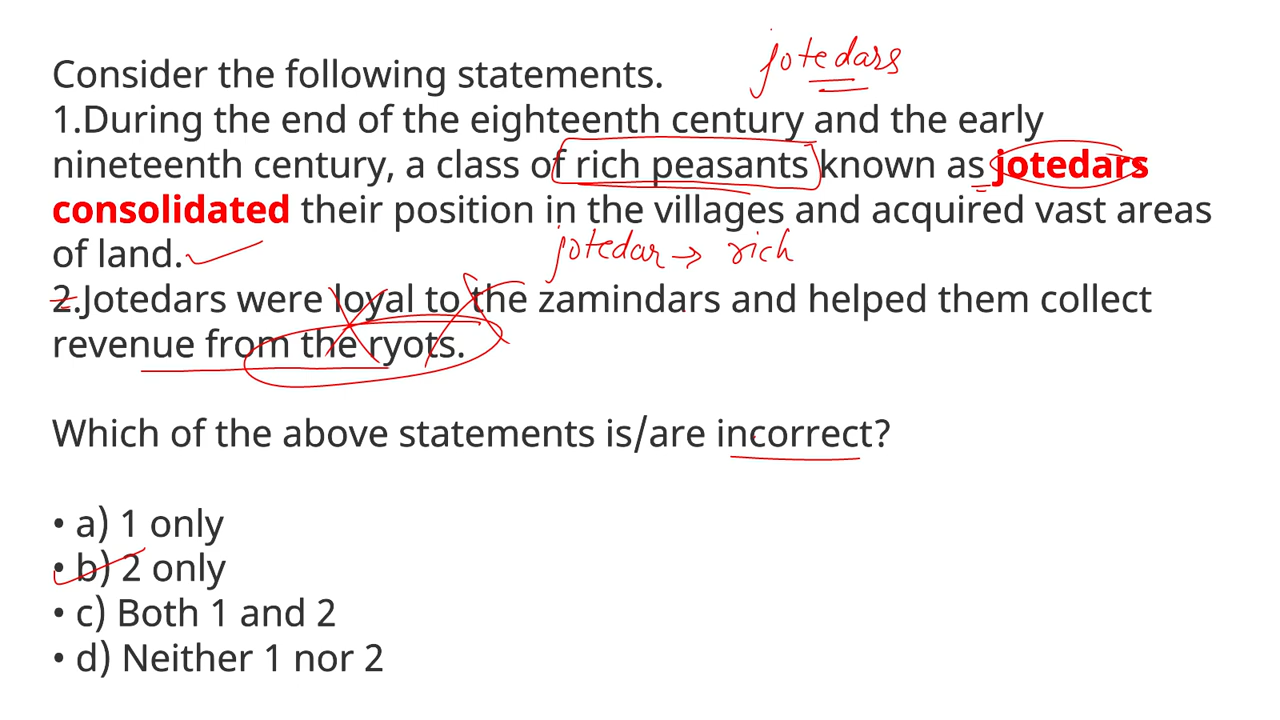 jotedars
Consider the following statements.
1.During the end of the eighteenth century and the early
nineteenth century, a class of rich peasants known as jotedars
consolidated their position in the villages and acquired vast areas
of land.
jotedar → rich
2.Jotedars were loyal to the zamindars and helped them collect
revenue from the ryots.
Which of the above statements is/are incorrect?
• a) 1 only
• b) 2 only
• c) Both 1 and 2
• d) Neither 1 nor 2